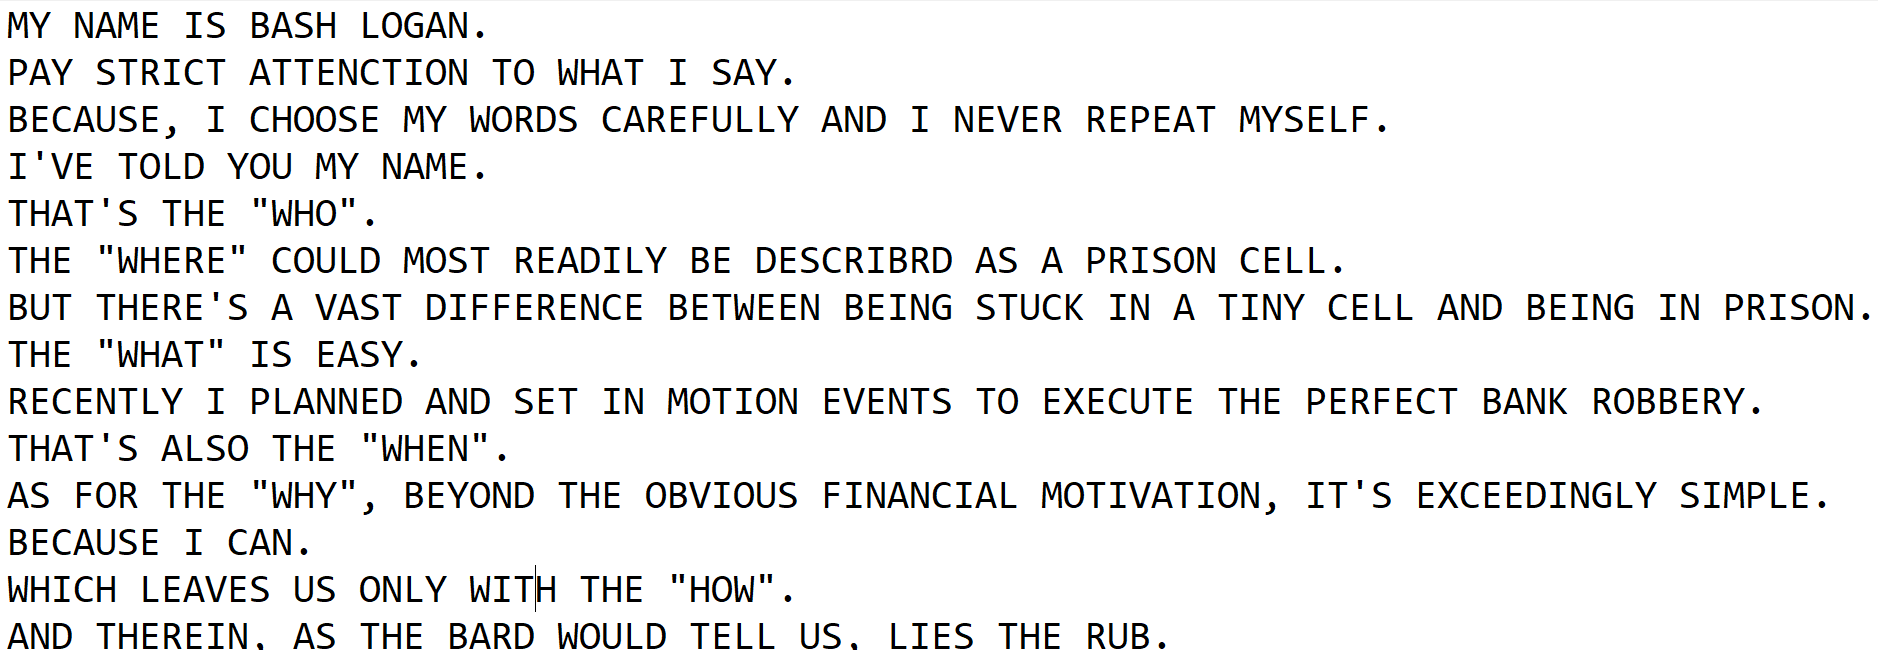 MY NAME IS BASH LOGAN.
PAY STRICT ATTENCTION TO WHAT I SAY.
BECAUSE, I CHOOSE MY WORDS CAREFULLY AND I NEVER REPEAT MYSELF.
I'VE TOLD YOU MY NAME.
THAT'S THE "WHO".
THE "WHERE" COULD MOST READILY BE DESCRIBRD AS A PRISON CELL.
BUT THERE'S A VAST DIFFERENCE BETWEEN BEING STUCK IN A TINY CELL AND BEING IN PRISON.
THE "WHAT" IS EASY.
RECENTLY I PLANNED AND SET IN MOTION EVENTS TO EXECUTE THE PERFECT BANK ROBBERY.
THAT'S ALSO THE "WHEN".
AS FOR THE "WHY", BEYOND THE OBVIOUS FINANCIAL MOTIVATION, IT'S EXCEEDINGLY SIMPLE.
BECAUSE I CAN.
WHICH LEAVES US ONLY WITH THE "HOW".
AND THEREIN, AS THE BARD WOULD TELL US, LIES THE RUB.